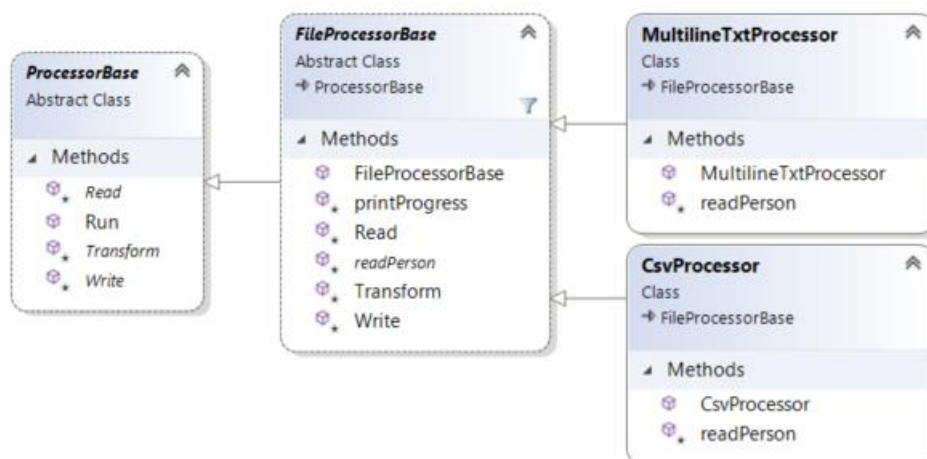 ProcessorBase
Abstract Class
Methods
Read
Run
Transform
Write
FileProcessorBase
Abstract Class
ProcessorBase
Methods
FileProcessorBase
printProgress
Read
readPerson
Transform
Write
MultilineTxtProcessor
Class
FileProcessorBase
Methods
MultilineTxtProcessor
readPerson
CsvProcessor
Class
FileProcessorBase
Methods
CsvProcessor
readPerson